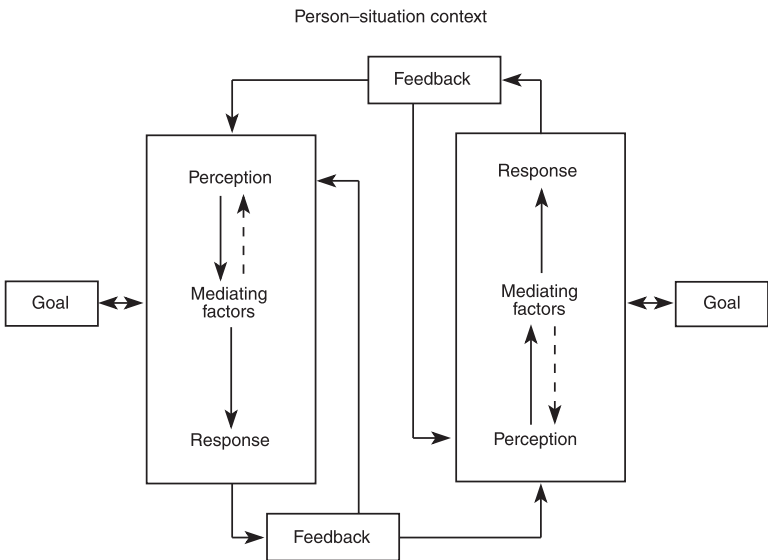 Person–situation context
Feedback
Perception
Response
Goal
Mediating
factors
Mediating
factors
Goal
Response
Perception
Feedback